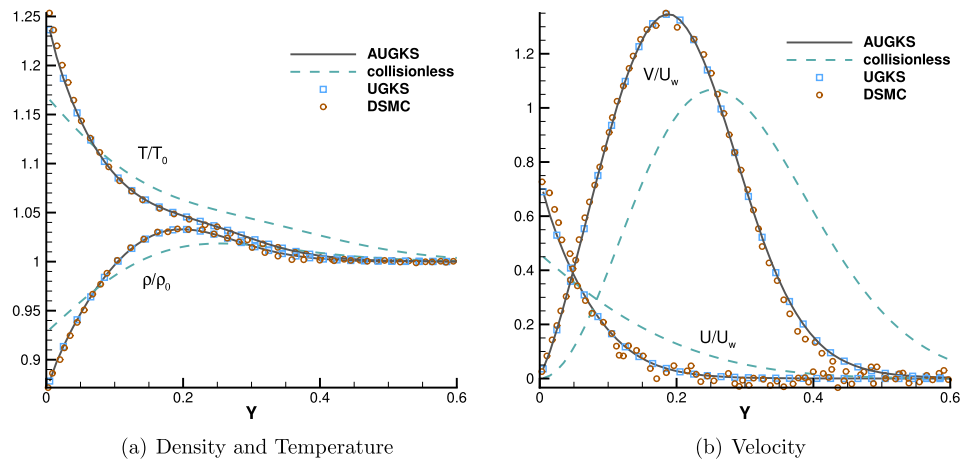 1.25
1.2
1.15
1.1
1.05
1
0.95
0.9
0
0.2
0.4
0.6
Y
AUGKS
collisionless
UGKS
DSMC
T/T0
ρ/ρ0
(a) Density and Temperature
1.2
1
0.8
0.6
0.4
0.2
0
0
0.2
0.4
0.6
Y
AUGKS
collisionless
UGKS
DSMC
V/Uw
U/Uw
(b) Velocity